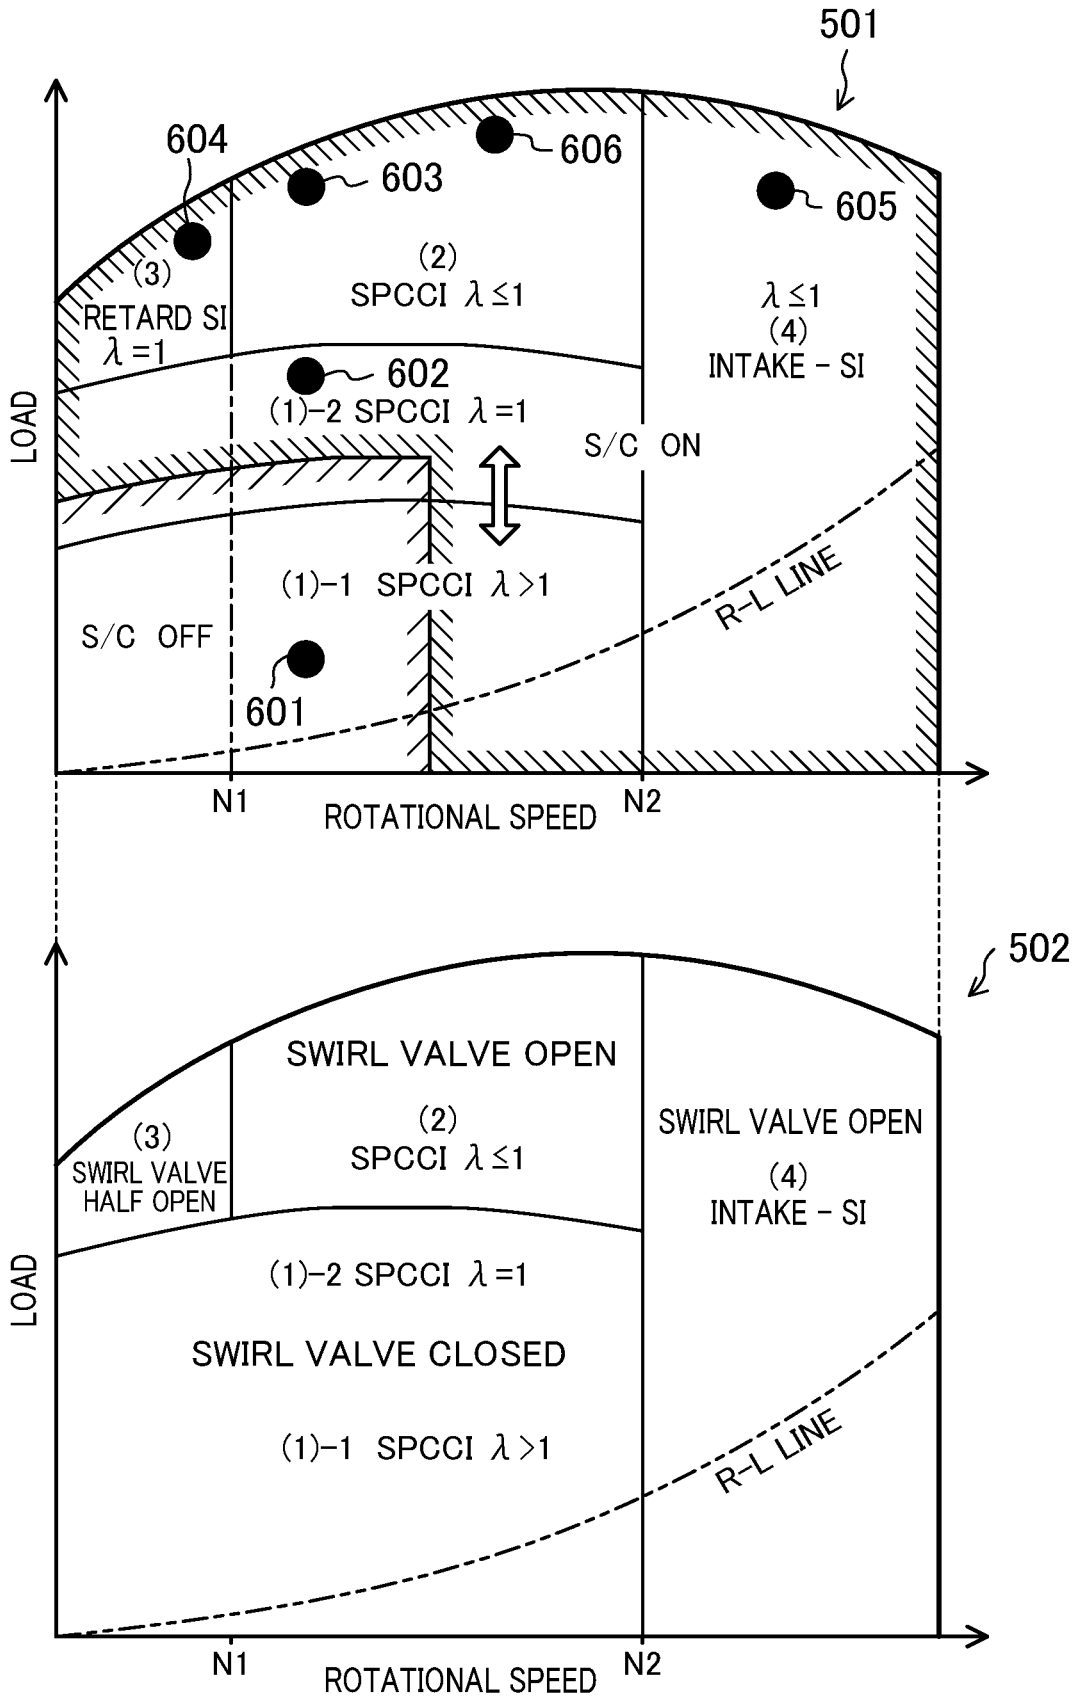 501
604
603
606
605
(3)
RETARD SI
λ=1
(2)
SPCCI λ≤1
λ≤1
(4)
INTAKE-SI
602
(1)-2 SPCCI λ=1
S/C ON
LOAD
(1)-1 SPCCI λ>1
R-L LINE
S/C OFF
601
N1
N2
ROTATIONAL SPEED
502
SWIRL VALVE OPEN
(2)
SPCCI λ≤1
(3)
SWIRL VALVE
HALF OPEN
SWIRL VALVE OPEN
(4)
INTAKE-SI
LOAD
(1)-2 SPCCI λ=1
SWIRL VALVE CLOSED
(1)-1 SPCCI λ>1
R-L LINE
N1
N2
ROTATIONAL SPEED